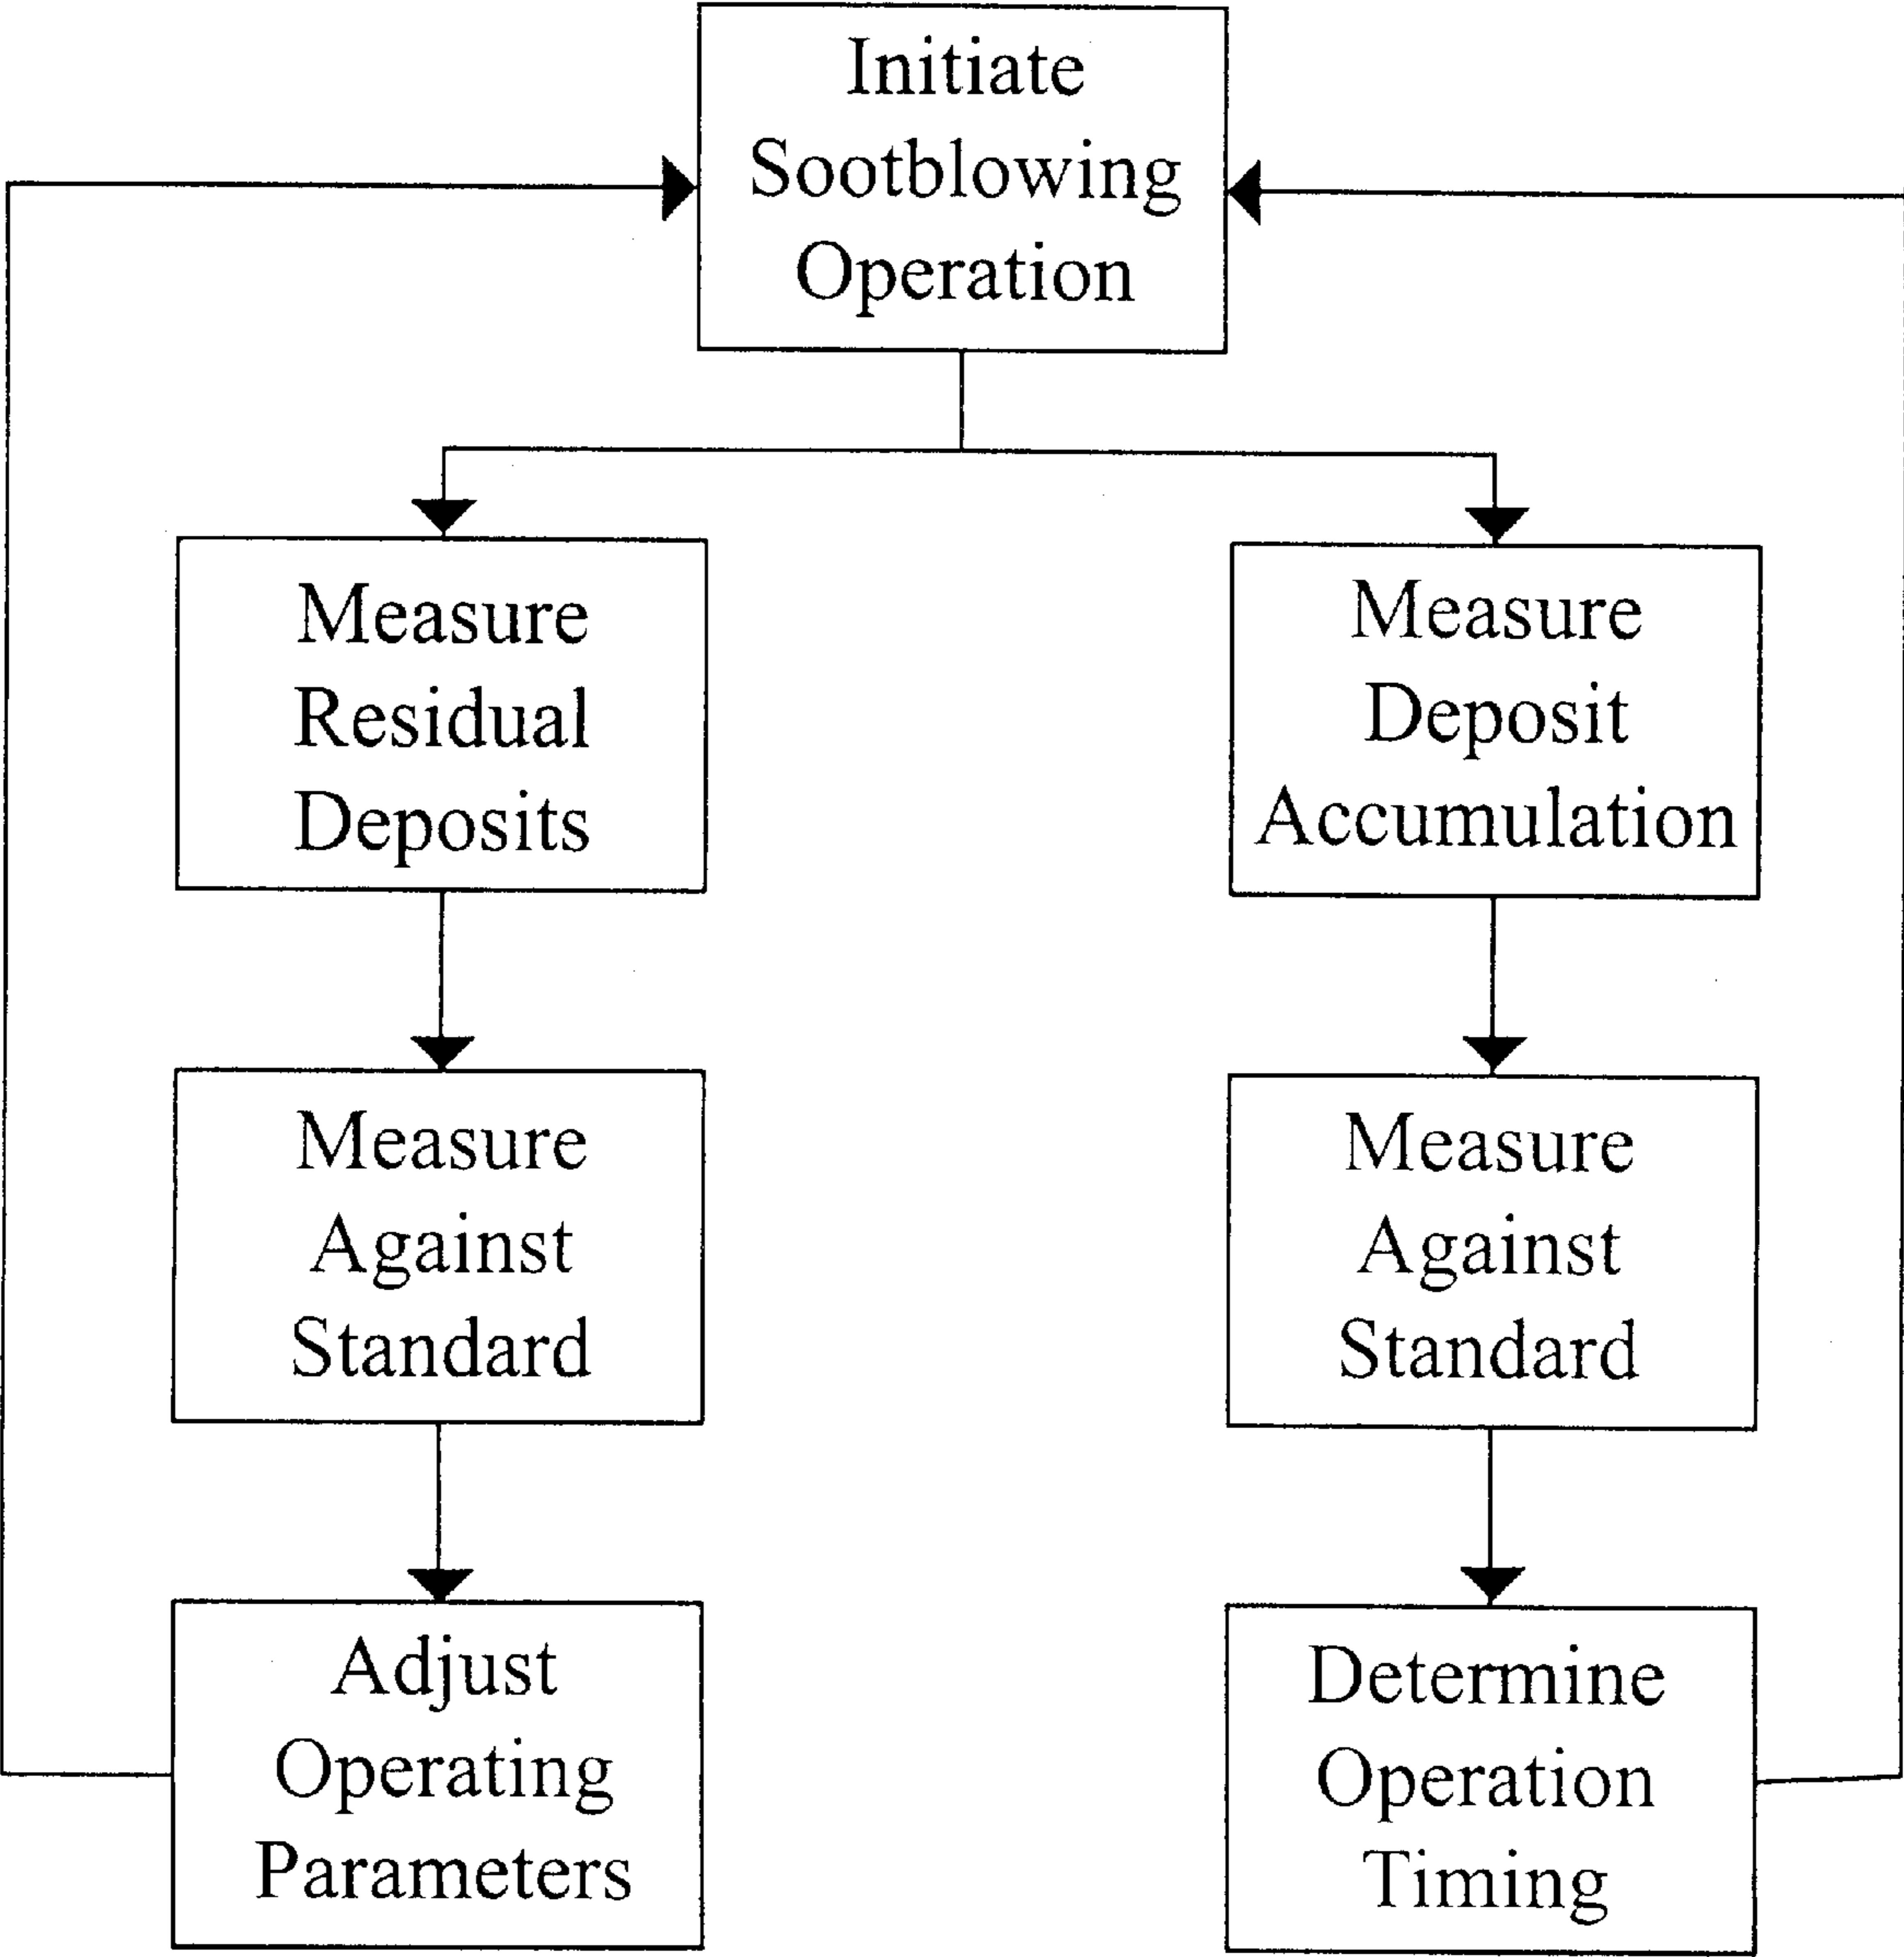 Initiate
Sootblowing
Operation
Measure
Residual
Deposits
Measure
Deposit
Accumulation
Measure
Against
Standard
Measure
Against
Standard
Adjust
Operating
Parameters
Determine
Operation
Timing